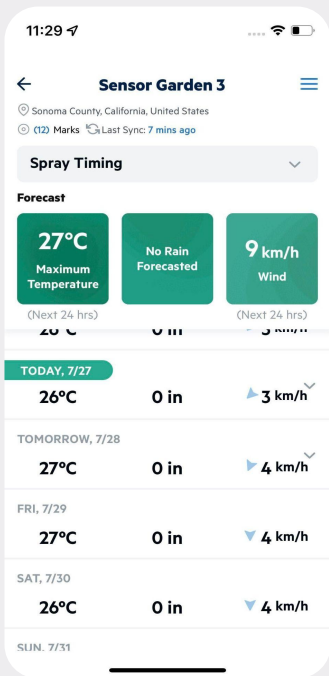 11:29
Sensor Garden 3
Sonoma County, California, United States
(12) Marks Last Sync: 7 mins ago
Spray Timing
Forecast
27°C
Maximum
Temperature
(Next 24 hrs)
No Rain
Forecasted
9 km/h
Wind
(Next 24 hrs)
TODAY, 7/27
26°C 0 in 3 km/h
TOMORROW, 7/28
27°C 0 in 4 km/h
FRI, 7/29
27°C 0 in 4 km/h
SAT, 7/30
26°C 0 in 4 km/h
SUN, 7/31